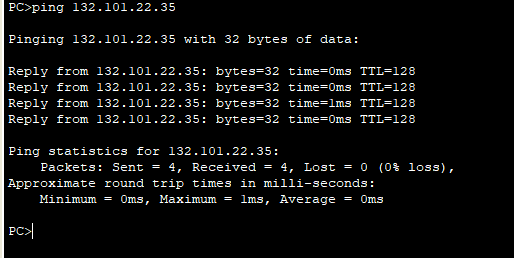 PC>ping 132.101.22.35
Pinging 132.101.22.35 with 32 bytes of data:
Reply from 132.101.22.35: bytes=32 time=0ms TTL=128
Reply from 132.101.22.35: bytes=32 time=0ms TTL=128
Reply from 132.101.22.35: bytes=32 time=1ms TTL=128
Reply from 132.101.22.35: bytes=32 time=0ms TTL=128
Ping statistics for 132.101.22.35:
Packets: Sent = 4, Received = 4, Lost = 0 (0% loss),
Approximate round trip times in milli-seconds:
Minimum = 0ms, Maximum = 1ms, Average = 0ms
PC>